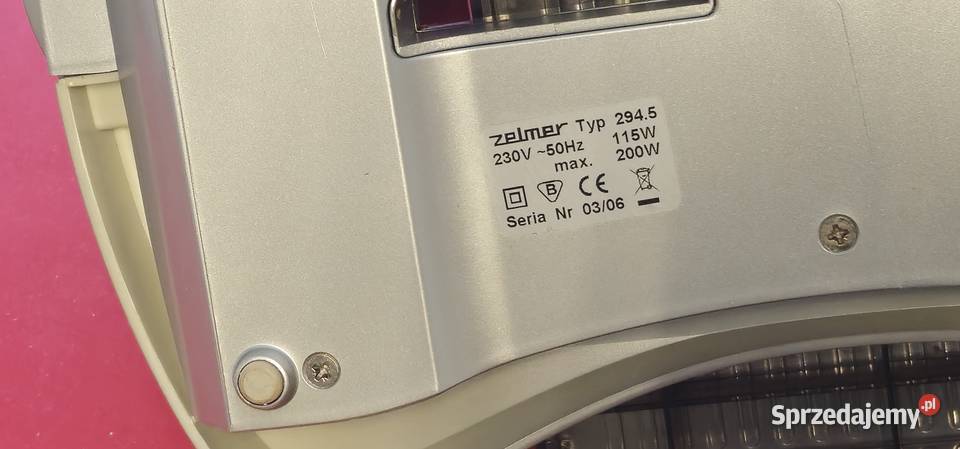 zelmer Typ 294.5
230V ~50Hz 115W
max. 200W
B CE
Seria Nr 03/06
Sprzedajemy.pl